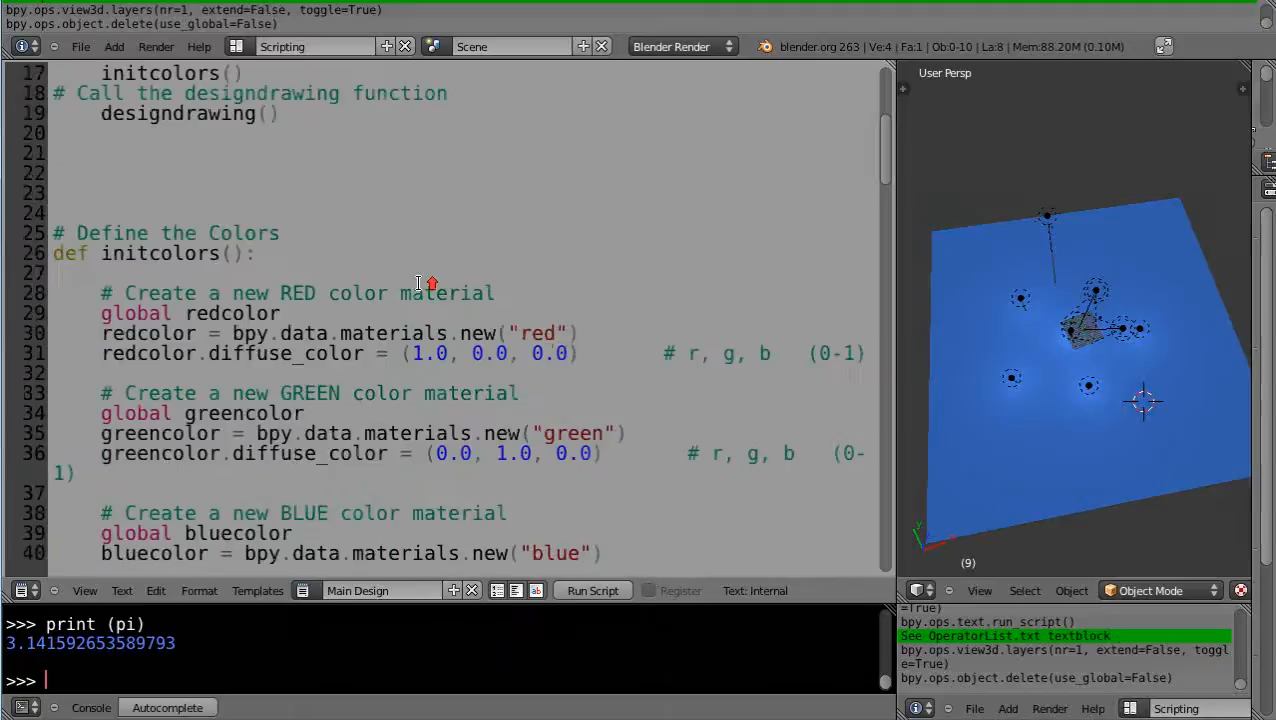 bpy.ops.view3d.layers(nr=1, extend=False, toggle=True)
bpy.ops.object.delete(use_global=False)
File Add Render Help Scripting Scene Blender Render blender.org 263 | Ve:4 | Fa:1 | Ob:0-10 | La:8 | Mem:88.20M (0.10M)
17 initcolors()
18 # Call the designdrawing function
19 designdrawing()
20
21
22
23
24
25 # Define the Colors
26 def initcolors():
27
28 # Create a new RED color material
29 global redcolor
30 redcolor = bpy.data.materials.new("red")
31 redcolor.diffuse_color = (1.0, 0.0, 0.0) # r, g, b (0-1)
32
33 # Create a new GREEN color material
34 global greencolor
35 greencolor = bpy.data.materials.new("green")
36 greencolor.diffuse_color = (0.0, 1.0, 0.0) # r, g, b (0-
1)
37
38 # Create a new BLUE color material
39 global bluecolor
40 bluecolor = bpy.data.materials.new("blue")
View Text Edit Format Templates Main Design Run Script Register Text: Internal
>>> print (pi)
3.141592653589793
>>>
Console Autocomplete
User Persp
y
(9)
View Select Object Object Mode
=True)
bpy.ops.text.run_script()
See OperatorList.txt textblock
bpy.ops.view3d.layers(nr=1, extend=False, toggl
e=True)
bpy.ops.object.delete(use_global=False)
File Add Render Help Scripting